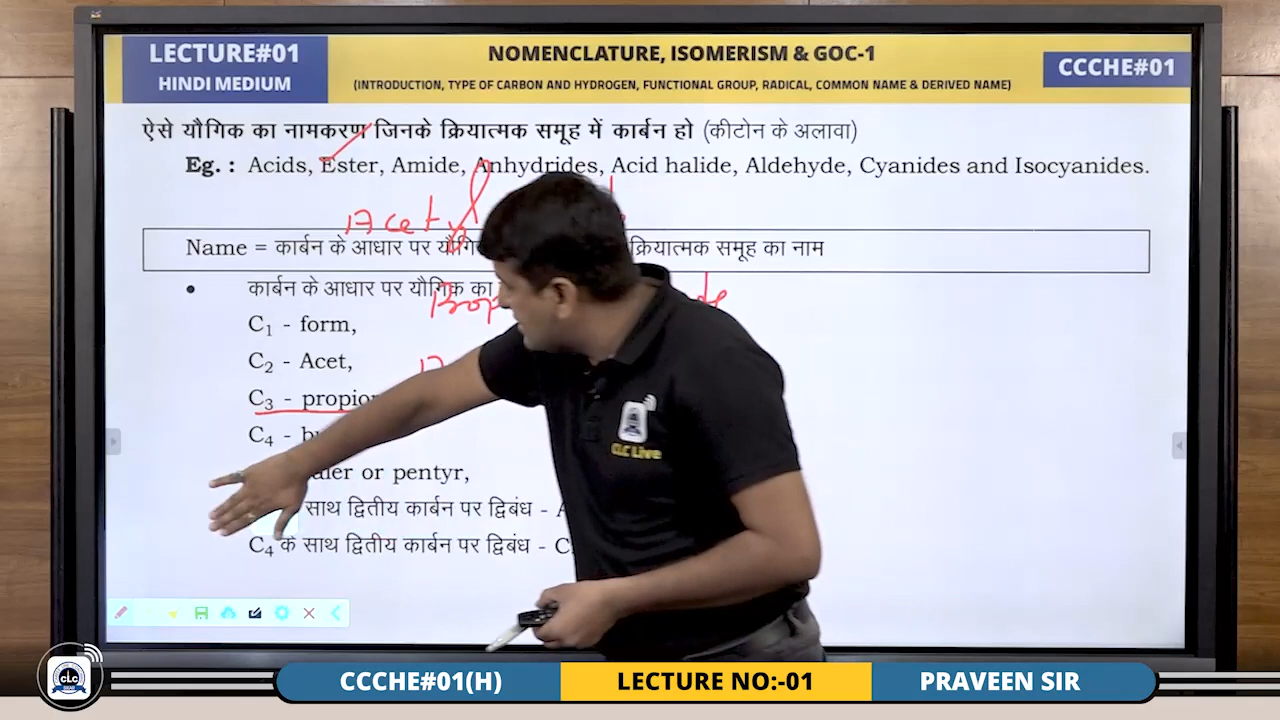 LECTURE#01
HINDI MEDIUM
NOMENCLATURE, ISOMERISM & GOC-1
(INTRODUCTION, TYPE OF CARBON AND HYDROGEN, FUNCTIONAL GROUP, RADICAL, COMMON NAME & DERIVED NAME)
CCCHE#01
ऐसे यौगिक का नामकरण जिनके क्रियात्मक समूह में कार्बन हो (कीटोन के अलावा)
Eg. : Acids, Ester, Amide, Anhydrides, Acid halide, Aldehyde, Cyanides and Isocyanides.
Acetyl
Name = कार्बन के आधार पर क्रियात्मक समूह का नाम
• कार्बन के आधार पर यौगिक का
C₁ - form,
C₂ - Acet,
C₃ -
C₄ -
or pentyr,
साथ द्वितीय कार्बन पर द्विबंध -
C₄ के साथ द्वितीय कार्बन पर द्विबंध -
CLC Live
CCCHE#01(H)
LECTURE NO:-01
PRAVEEN SIR